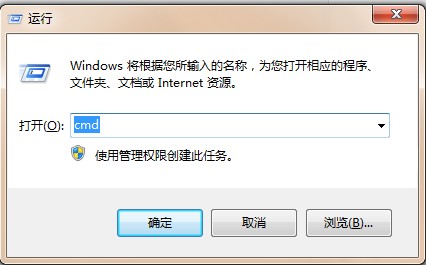 运行
Windows 将根据您所输入的名称，为您打开相应的程序、
文件夹、文档或 Internet 资源。
打开(O): cmd
使用管理权限创建此任务。
确定 取消 浏览(B)...